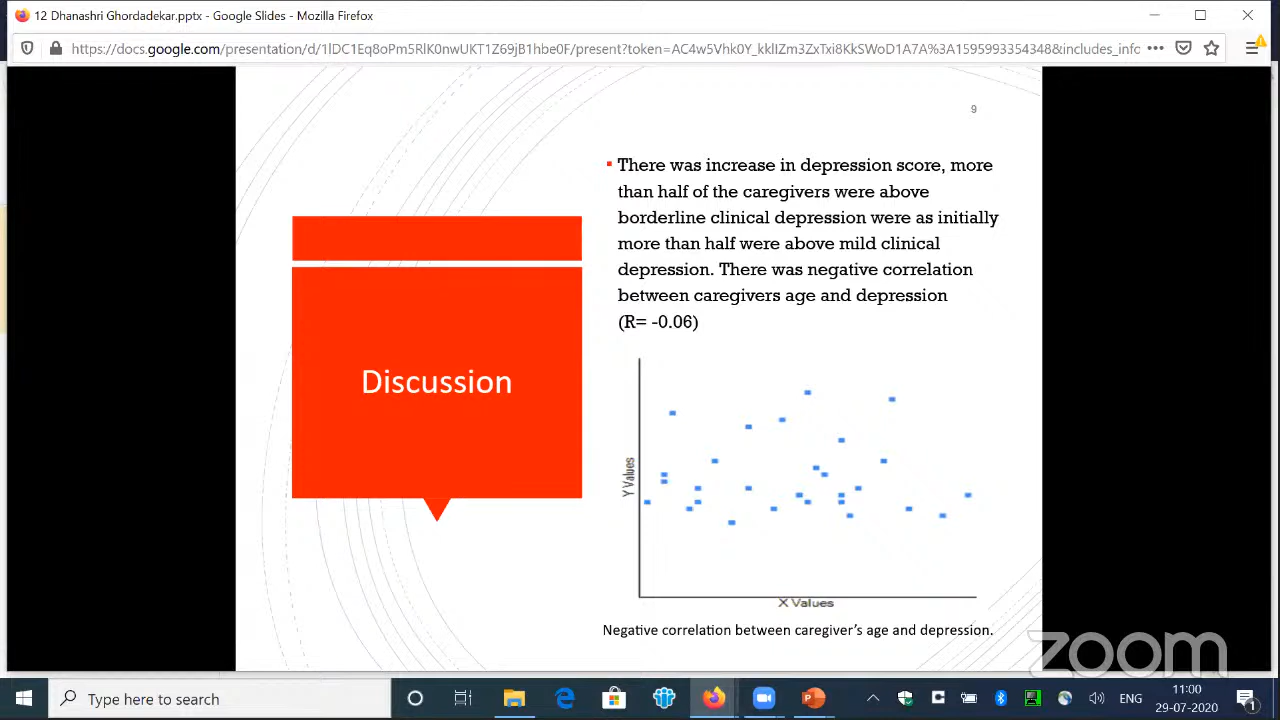 12 Dhanashri Ghordadekar.pptx - Google Slides - Mozilla Firefox
https://docs.google.com/presentation/d/1lDC1Eq8oPm5RlK0nwUKT1Z69jB1hbt0F/present?token=AC4w5Vhk0Y_kklIZm3ZxTxi8KkSWoD1A7A%3A1595993354348&includes_info
9
There was increase in depression score, more
than half of the caregivers were above
borderline clinical depression were as initially
more than half were above mild clinical
depression. There was negative correlation
between caregivers age and depression
(R= -0.06)
Discussion
Y Values
X Values
Negative correlation between caregiver’s age and depression.
zoom
Type here to search
ENG
11:00
29-07-2020
1